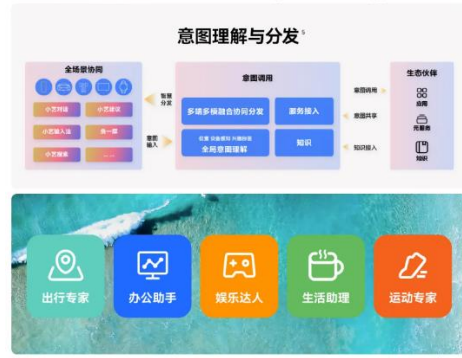 意图理解与分发5
全场景协同
小艺对话
小艺建议
小艺输入法
负一屏
小艺搜索
......
智慧
分发
意图
输入
意图调用
多端多模融合协同分发
服务接入
全局意图理解
知识
意图调用
意图共享
知识接入
生态伙伴
应用
元服务
知识
出行专家
办公助手
娱乐达人
生活助理
运动专家